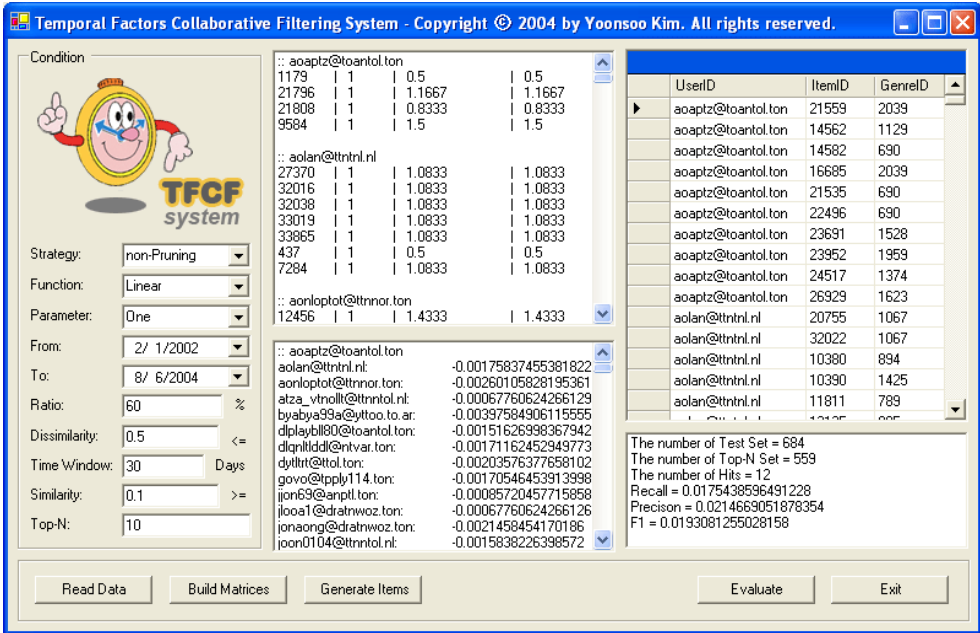 Temporal Factors Collaborative Filtering System - Copyright © 2004 by Yoonsoo Kim. All rights reserved.
Condition
TFCF
system
Strategy: non-Pruning
Function: Linear
Parameter: One
From: 2/ 1/2002
To: 8/ 6/2004
Ratio: 60 %
Dissimilarity: 0.5 <=
Time Window: 30 Days
Similarity: 0.1 >=
Top-N: 10
:: aoaptz@toantol.ton
1179 | 1 | 0.5 | 0.5
21796 | 1 | 1.1667 | 1.1667
21808 | 1 | 0.8333 | 0.8333
9584 | 1 | 1.5 | 1.5
:: aolan@ttntnl.nl
27370 | 1 | 1.0833 | 1.0833
32016 | 1 | 1.0833 | 1.0833
32038 | 1 | 1.0833 | 1.0833
33019 | 1 | 1.0833 | 1.0833
33865 | 1 | 1.0833 | 1.0833
437 | 1 | 0.5 | 0.5
7284 | 1 | 1.0833 | 1.0833
:: aonloptot@ttnnor.ton
12456 | 1 | 1.4333 | 1.4333
:: aoaptz@toantol.ton
aolan@ttntnl.nl: -0.00175837455381822
aonloptot@ttnnor.ton: -0.00260105828195361
atza_vtnollt@ttnntol.nl: -0.00067760624266129
byabya99a@yttoo.to.ar: -0.00397584906115555
dlplaybll80@toantol.ton: -0.00151626998367942
dlqnltlddl@ntvar.ton: -0.00171162452949773
dytltrt@ttol.ton: -0.00203576377658102
govo@tpply114.ton: -0.00170546453913998
jjon69@anptl.ton: -0.00085720457715858
jlooa1@dratnwoz.ton: -0.00067760624266126
jonaong@dratnwoz.ton: -0.0021458454170186
joon0104@ttnntol.nl: -0.0015838226398572
UserID ItemID GenreID
aoaptz@toantol.ton 21559 2039
aoaptz@toantol.ton 14562 1129
aoaptz@toantol.ton 14582 690
aoaptz@toantol.ton 16685 2039
aoaptz@toantol.ton 21535 690
aoaptz@toantol.ton 22496 690
aoaptz@toantol.ton 23691 1528
aoaptz@toantol.ton 23952 1959
aoaptz@toantol.ton 24517 1374
aoaptz@toantol.ton 26929 1623
aolan@ttntnl.nl 20755 1067
aolan@ttntnl.nl 32022 1067
aolan@ttntnl.nl 10380 894
aolan@ttntnl.nl 10390 1425
aolan@ttntnl.nl 11811 789
The number of Test Set = 684
The number of Top-N Set = 559
The number of Hits = 12
Recall = 0.0175438596491228
Precison = 0.0214669051878354
F1 = 0.0193081255028158
Read Data
Build Matrices
Generate Items
Evaluate
Exit